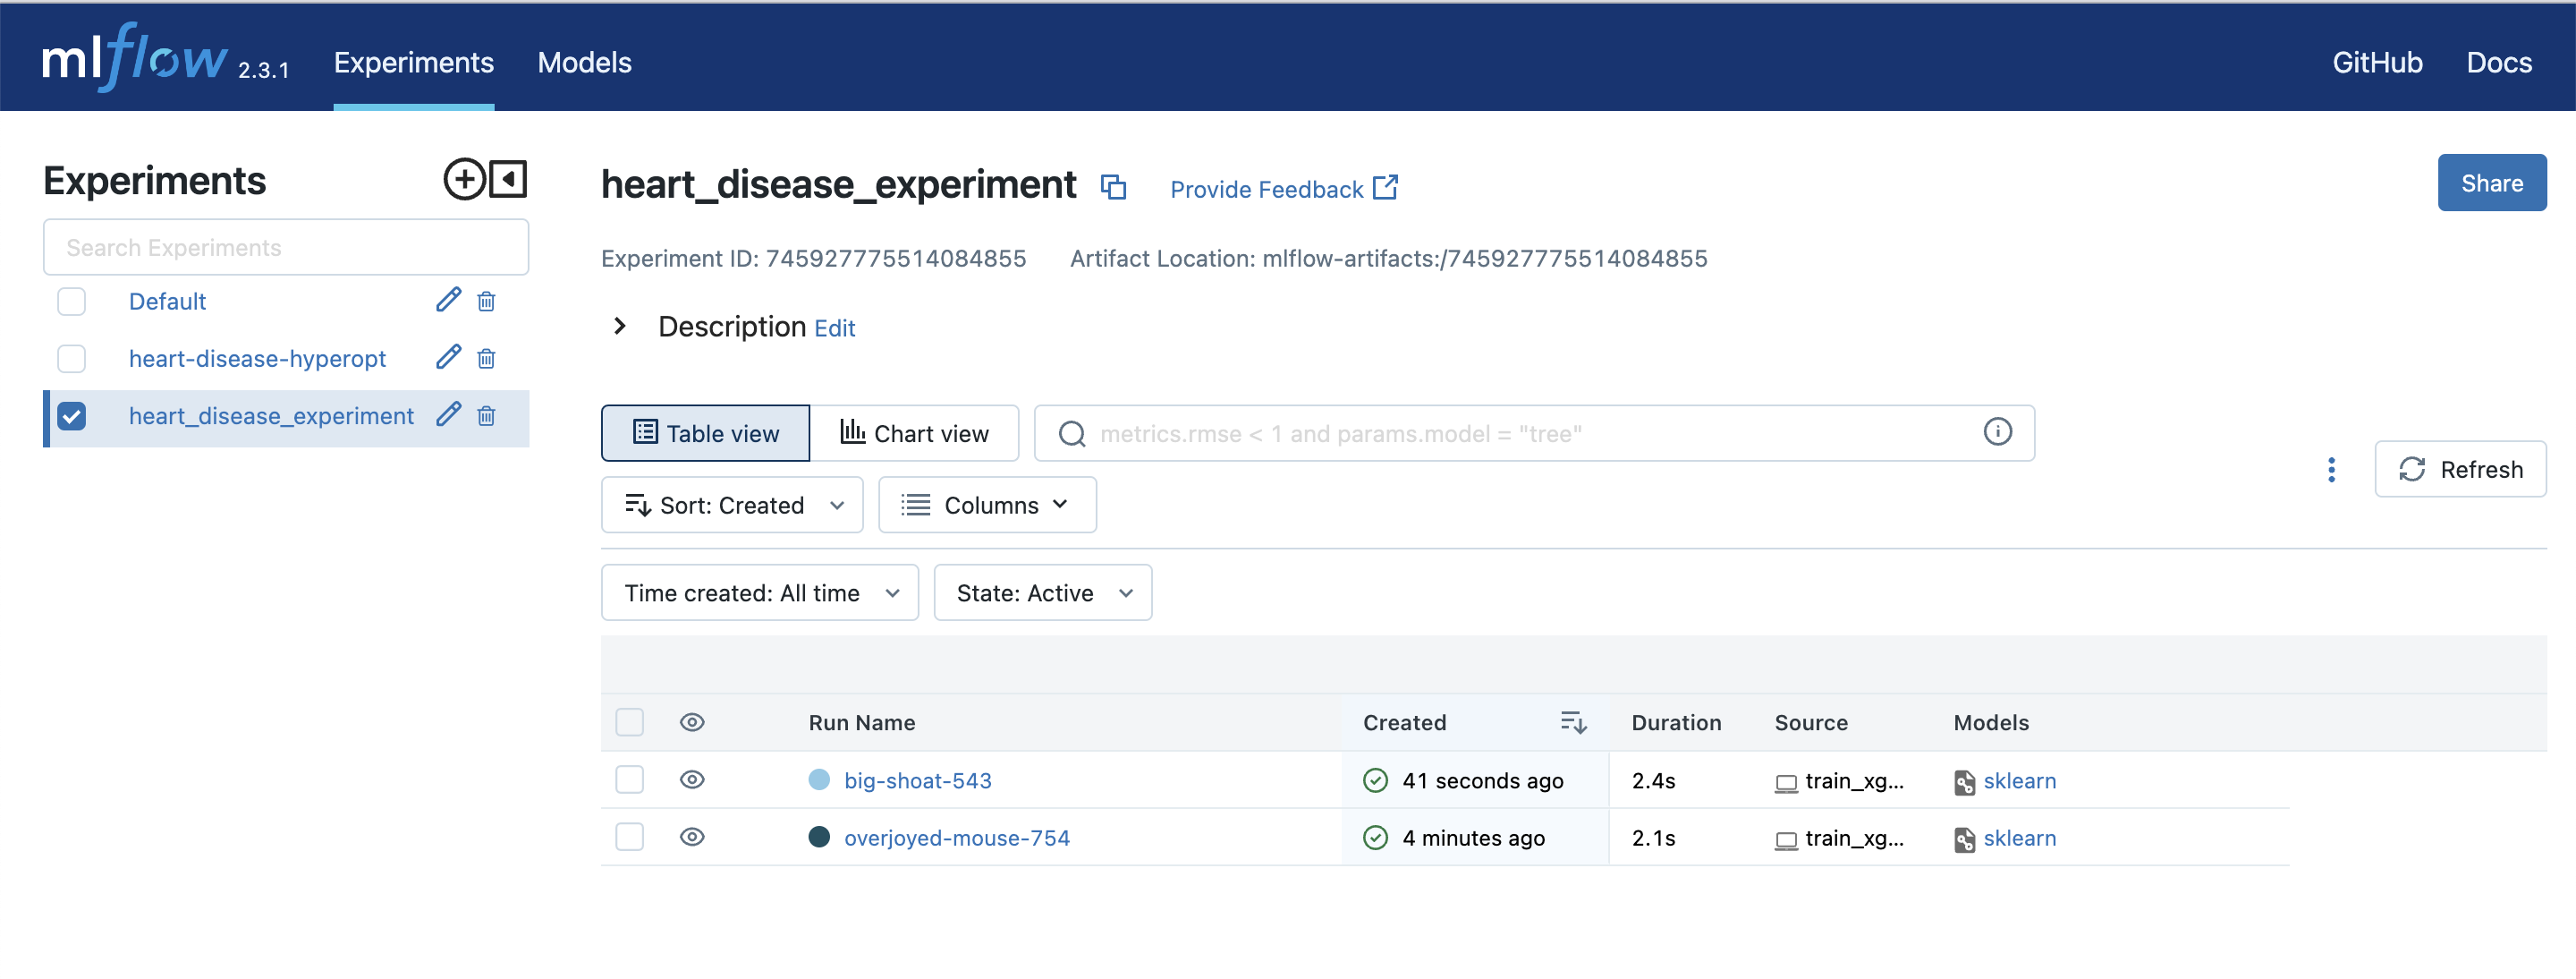 mlflow 2.3.1 Experiments Models GitHub Docs
Experiments
Search Experiments
Default
heart-disease-hyperopt
heart_disease_experiment
heart_disease_experiment Provide Feedback Share
Experiment ID: 745927775514084855 Artifact Location: mlflow-artifacts:/745927775514084855
Description Edit
Table view Chart view metrics.rmse < 1 and params.model = "tree"
Refresh
Sort: Created Columns
Time created: All time State: Active
Run Name Created Duration Source Models
big-shoat-543 41 seconds ago 2.4s train_xg... sklearn
overjoyed-mouse-754 4 minutes ago 2.1s train_xg... sklearn